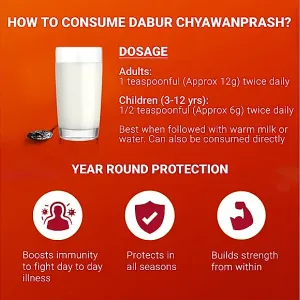 HOW TO CONSUME DABUR CHYAWANPRASH?
DOSAGE
Adults:
1 teaspoonful (Approx 12g) twice daily
Children (3-12 yrs):
1/2 teaspoonful (Approx 6g) twice daily
Best when followed with warm milk or
water. Can also be consumed directly
YEAR ROUND PROTECTION
Boosts immunity
to fight day to day
illness
Protects in
all seasons
Builds strength
from within